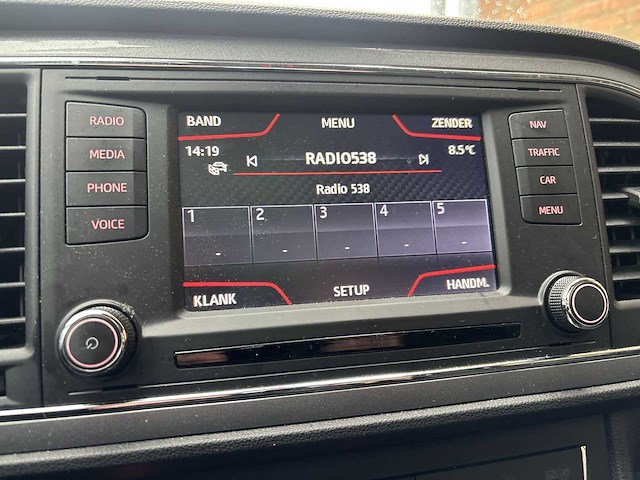 RADIO
MEDIA
PHONE
VOICE
BAND MENU ZENDER
14:19 RADIO538 8.5°C
Radio 538
1 2 3 4 5
- - - - -
KLANK SETUP HANDM.
NAV
TRAFFIC
CAR
MENU